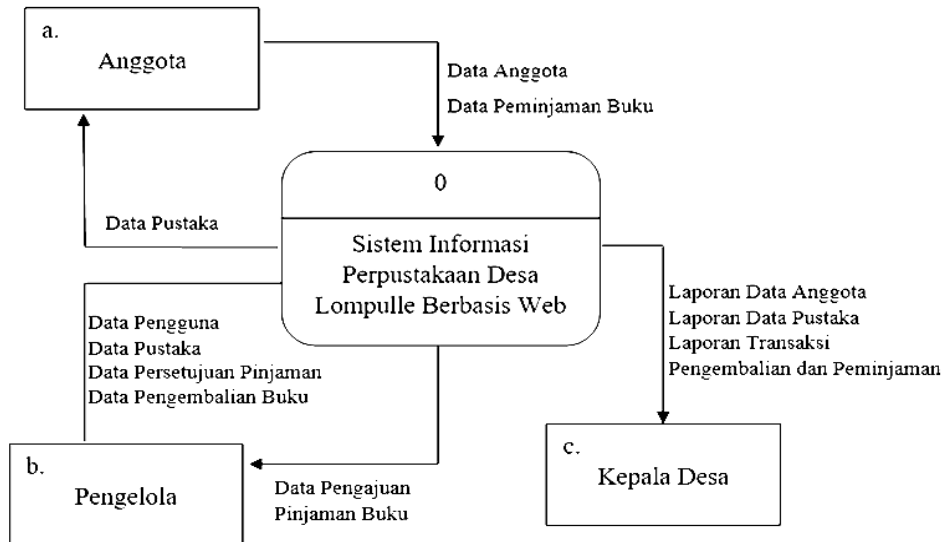 a.
Anggota
Data Anggota
Data Peminjaman Buku
0
Sistem Informasi
Perpustakaan Desa
Lompulle Berbasis Web
Data Pustaka
Data Pengguna
Data Pustaka
Data Persetujuan Pinjaman
Data Pengembalian Buku
Laporan Data Anggota
Laporan Data Pustaka
Laporan Transaksi
Pengembalian dan Peminjaman
b.
Pengelola
Data Pengajuan
Pinjaman Buku
c.
Kepala Desa